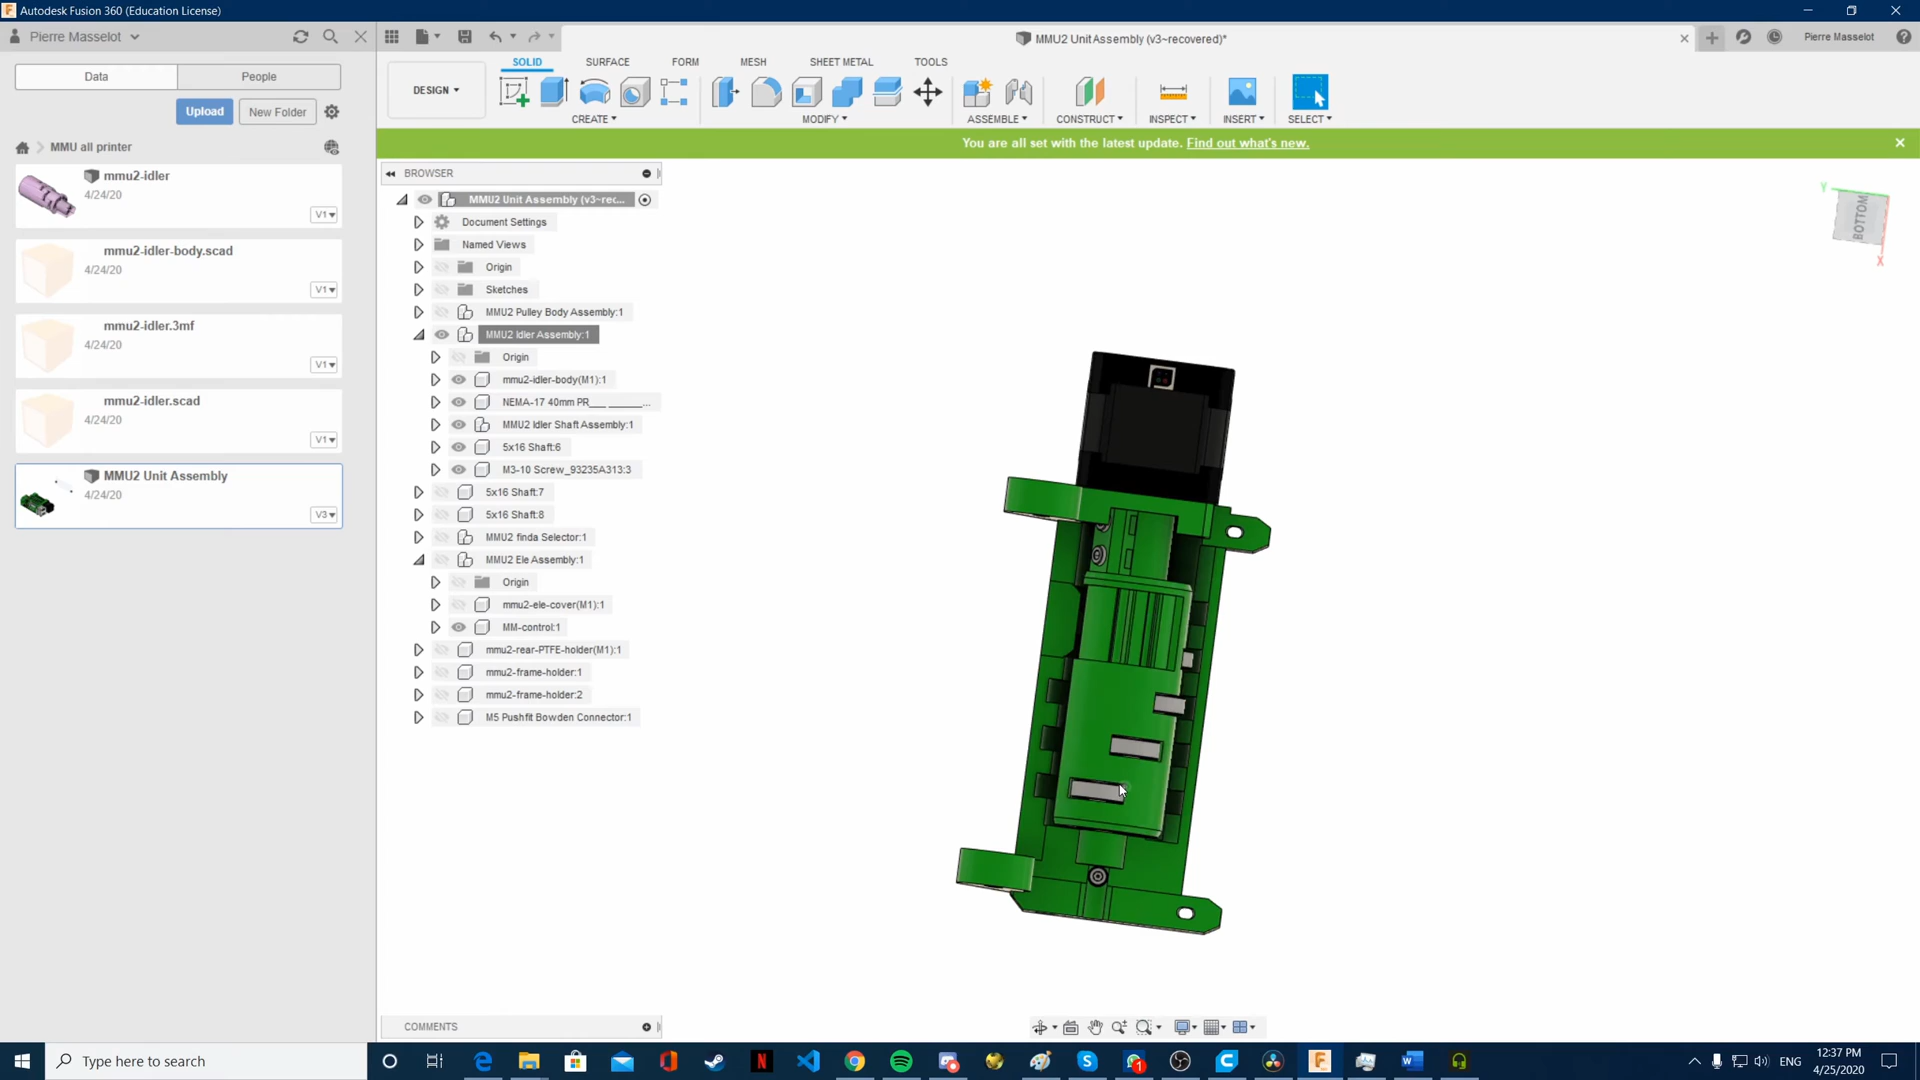 Autodesk Fusion 360 (Education License)
Pierre Masselot
Data
People
Upload
New Folder
MMU all printer
mmu2-idler
4/24/20
V1
mmu2-idler-body.scad
4/24/20
V1
mmu2-idler.3mf
4/24/20
V1
mmu2-idler.scad
4/24/20
V1
MMU2 Unit Assembly
4/24/20
V3
MMU2 Unit Assembly (v3~recovered)*
Pierre Masselot
SOLID
SURFACE
FORM
MESH
SHEET METAL
TOOLS
DESIGN
CREATE
MODIFY
ASSEMBLE
CONSTRUCT
INSPECT
INSERT
SELECT
You are all set with the latest update. Find out what's new.
BROWSER
MMU2 Unit Assembly (v3~rec...
Document Settings
Named Views
Origin
Sketches
MMU2 Pulley Body Assembly:1
MMU2 Idler Assembly:1
Origin
mmu2-idler-body(M1):1
NEMA-17 40mm PR___ ______...
MMU2 Idler Shaft Assembly:1
5x16 Shaft:6
M3-10 Screw_93235A313:3
5x16 Shaft:7
5x16 Shaft:8
MMU2 finda Selector:1
MMU2 Ele Assembly:1
Origin
mmu2-ele-cover(M1):1
MM-control:1
mmu2-rear-PTFE-holder(M1):1
mmu2-frame-holder:1
mmu2-frame-holder:2
M5 Pushfit Bowden Connector:1
Y
BOTTOM
X
COMMENTS
Type here to search
1
ENG
12:37 PM
4/25/2020